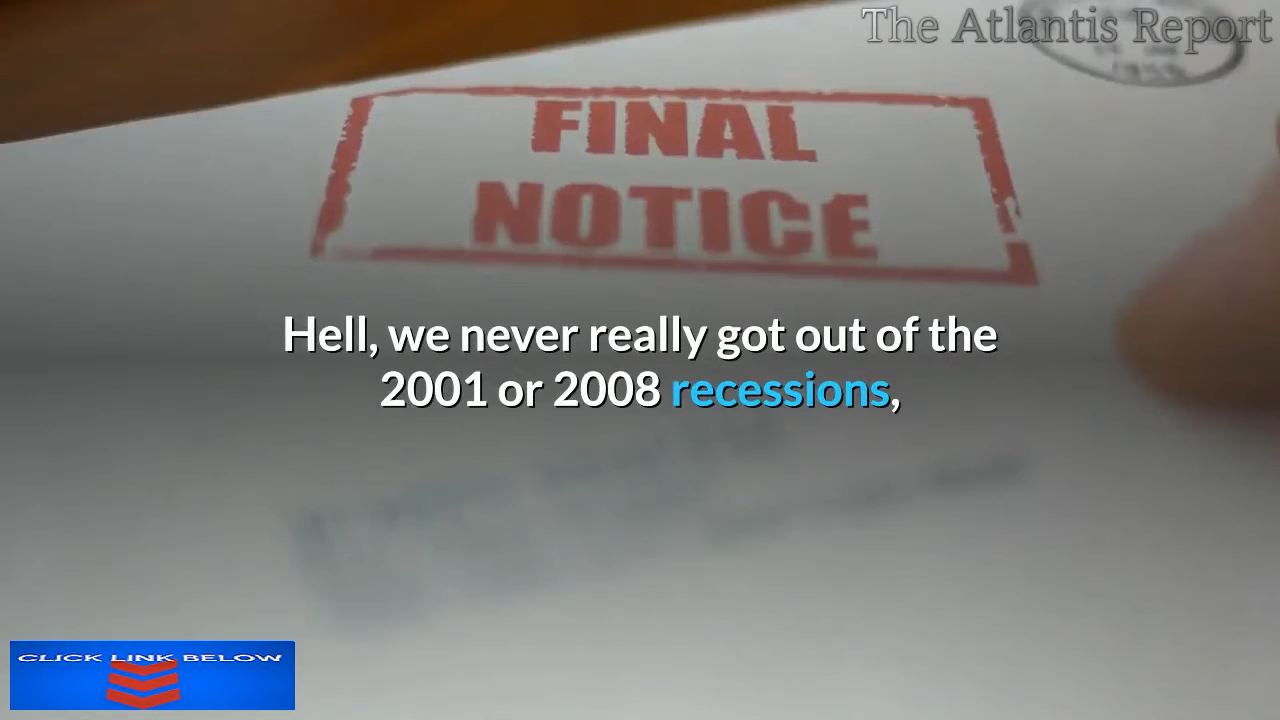 The Atlantis Report
FINAL
NOTICE
Hell, we never really got out of the
2001 or 2008 recessions,
CLICK LINK BELOW